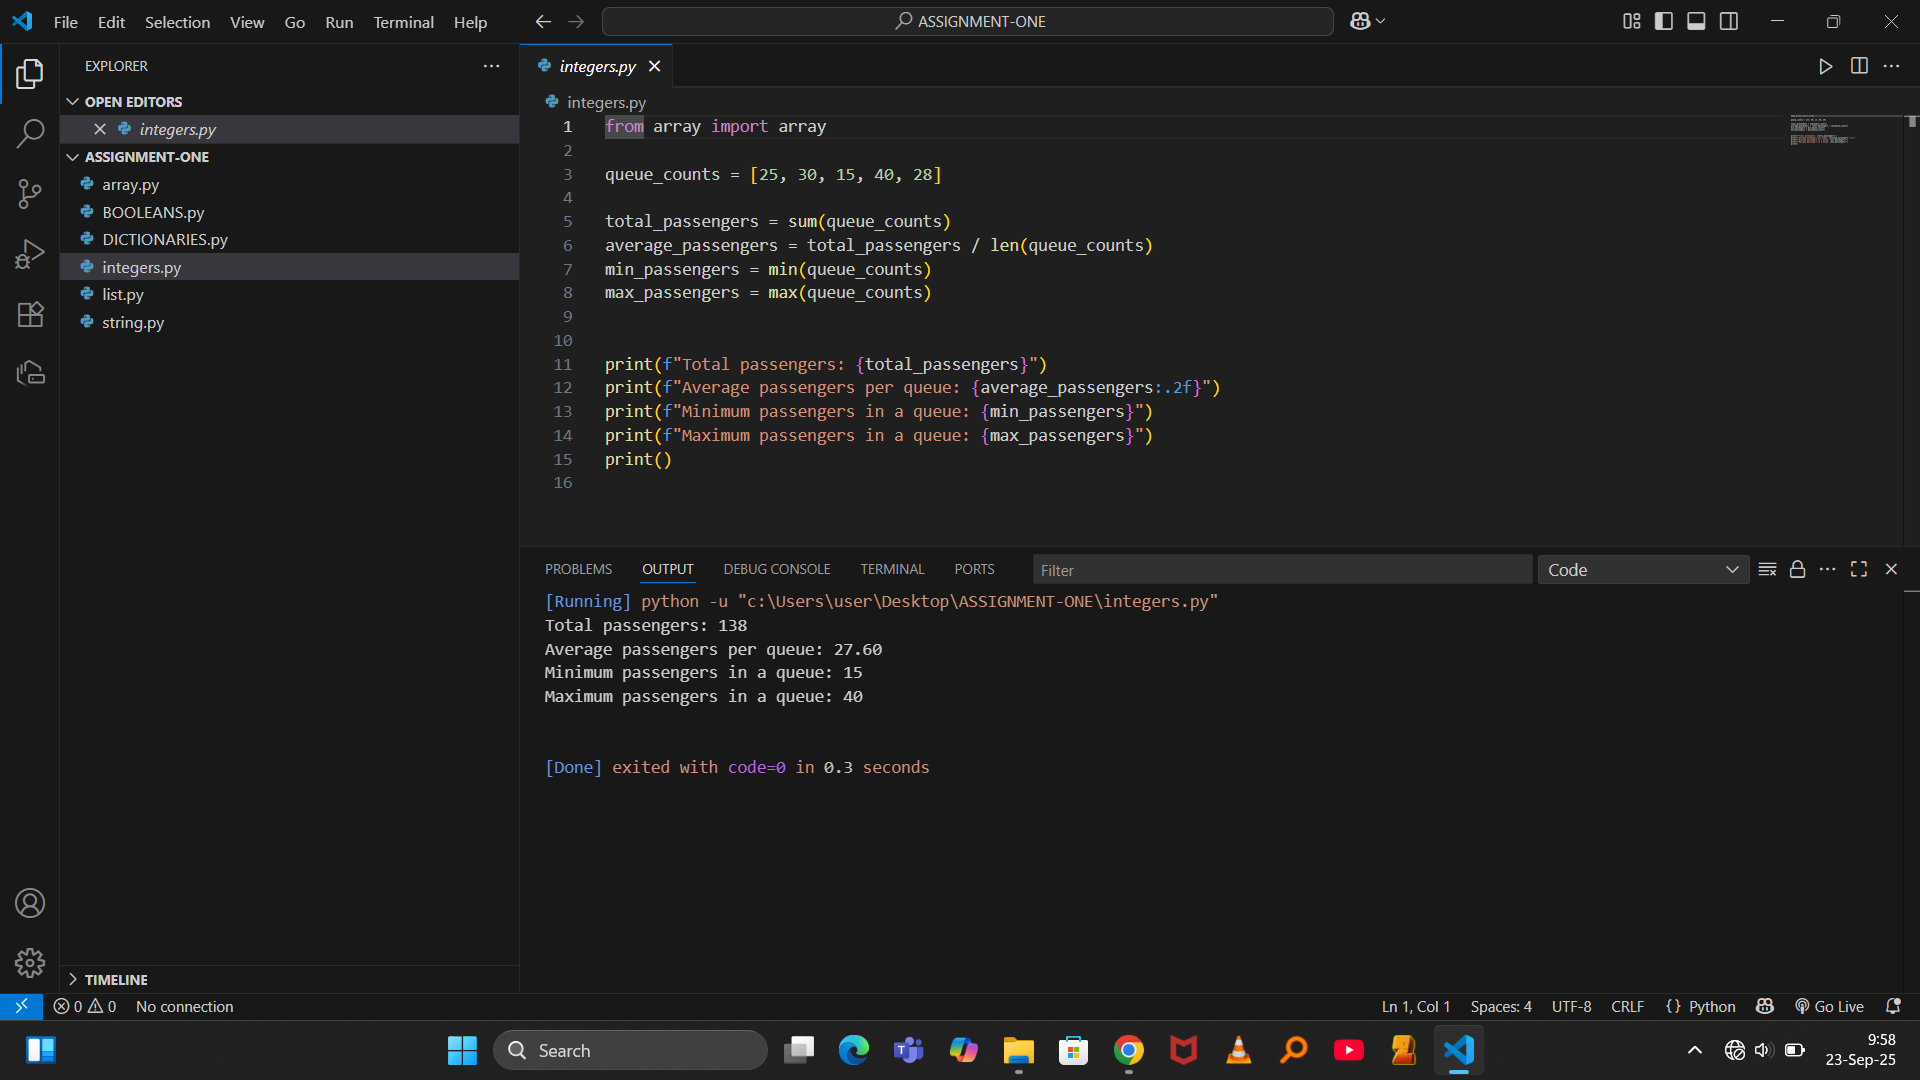 File Edit Selection View Go Run Terminal Help
ASSIGNMENT-ONE
EXPLORER
OPEN EDITORS
integers.py
ASSIGNMENT-ONE
array.py
BOOLEANS.py
DICTIONARIES.py
integers.py
list.py
string.py
TIMELINE
integers.py
integers.py
1 from array import array
2
3 queue_counts = [25, 30, 15, 40, 28]
4
5 total_passengers = sum(queue_counts)
6 average_passengers = total_passengers / len(queue_counts)
7 min_passengers = min(queue_counts)
8 max_passengers = max(queue_counts)
9
10
11 print(f"Total passengers: {total_passengers}")
12 print(f"Average passengers per queue: {average_passengers:.2f}")
13 print(f"Minimum passengers in a queue: {min_passengers}")
14 print(f"Maximum passengers in a queue: {max_passengers}")
15 print()
16
PROBLEMS OUTPUT DEBUG CONSOLE TERMINAL PORTS Filter Code
[Running] python -u "c:\Users\user\Desktop\ASSIGNMENT-ONE\integers.py"
Total passengers: 138
Average passengers per queue: 27.60
Minimum passengers in a queue: 15
Maximum passengers in a queue: 40
[Done] exited with code=0 in 0.3 seconds
0 0 No connection Ln 1, Col 1 Spaces: 4 UTF-8 CRLF {} Python Go Live
Search
9:58
23-Sep-25